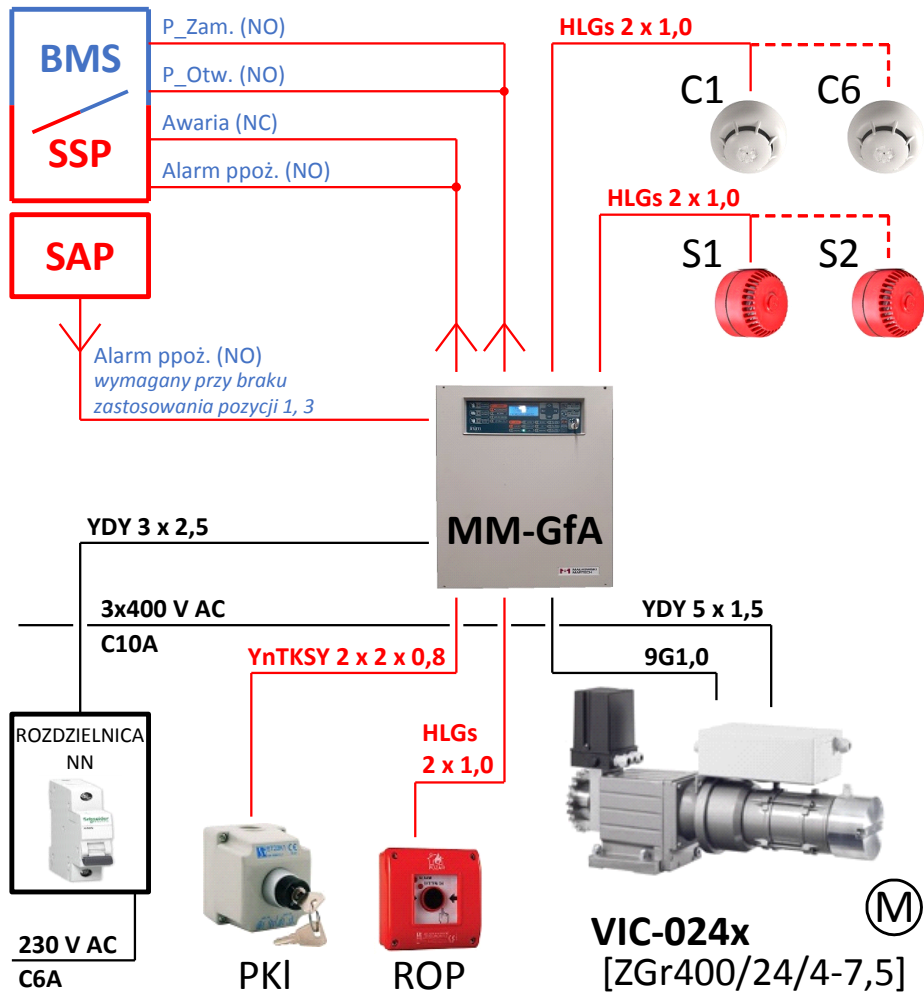 BMS
SSP
P_Zam. (NO)
P_Otw. (NO)
Awaria (NC)
Alarm ppoż. (NO)
HLGs 2 x 1,0
C1
C6
HLGs 2 x 1,0
S1
S2
SAP
Alarm ppoż. (NO)
wymagany przy braku
zastosowania pozycji 1, 3
MM-GfA
YDY 3 x 2,5
3x400 V AC
C10A
YDY 5 x 1,5
YnTKSY 2 x 2 x 0,8
9G1,0
HLGs
2 x 1,0
ROZDZIELNICA
NN
Schneider
230 V AC
C6A
PKl
ROP
VIC-024x
[ZGr400/24/4-7,5]
M